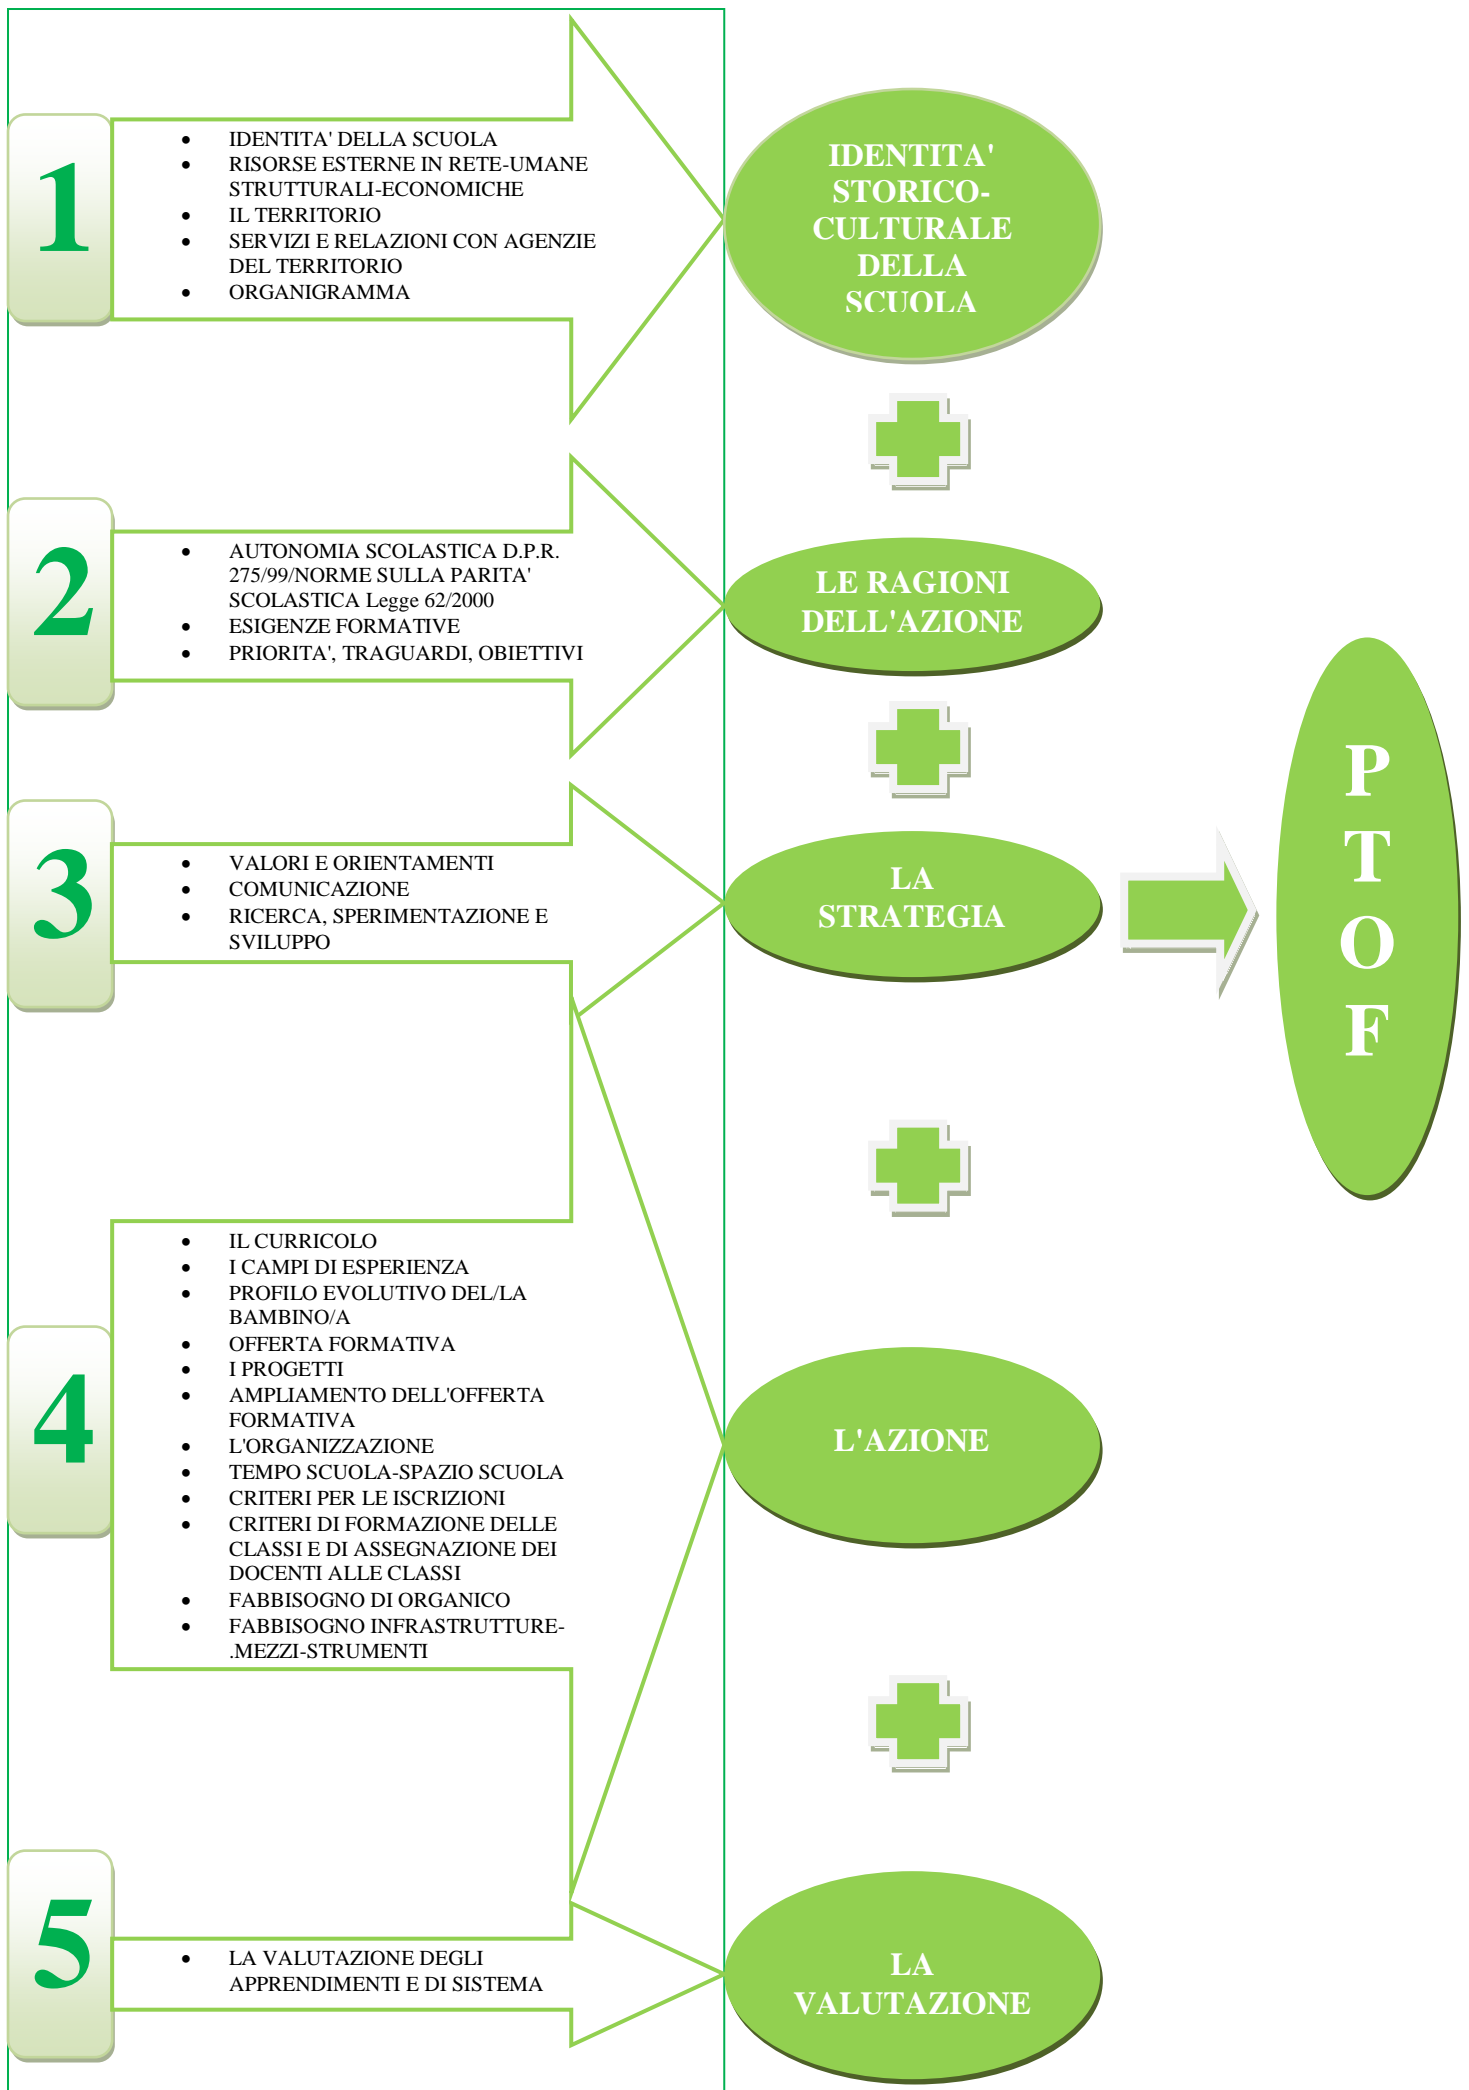 1
• IDENTITA' DELLA SCUOLA
• RISORSE ESTERNE IN RETE-UMANE
STRUTTURALI-ECONOMICHE
• IL TERRITORIO
• SERVIZI E RELAZIONI CON AGENZIE
DEL TERRITORIO
• ORGANIGRAMMA
IDENTITA'
STORICO-
CULTURALE
DELLA
SCUOLA
2
• AUTONOMIA SCOLASTICA D.P.R.
275/99/NORME SULLA PARITA'
SCOLASTICA Legge 62/2000
• ESIGENZE FORMATIVE
• PRIORITA', TRAGUARDI, OBIETTIVI
LE RAGIONI
DELL'AZIONE
3
• VALORI E ORIENTAMENTI
• COMUNICAZIONE
• RICERCA, SPERIMENTAZIONE E
SVILUPPO
LA
STRATEGIA
P
T
O
F
4
• IL CURRICOLO
• I CAMPI DI ESPERIENZA
• PROFILO EVOLUTIVO DEL/LA
BAMBINO/A
• OFFERTA FORMATIVA
• I PROGETTI
• AMPLIAMENTO DELL'OFFERTA
FORMATIVA
• L'ORGANIZZAZIONE
• TEMPO SCUOLA-SPAZIO SCUOLA
• CRITERI PER LE ISCRIZIONI
• CRITERI DI FORMAZIONE DELLE
CLASSI E DI ASSEGNAZIONE DEI
DOCENTI ALLE CLASSI
• FABBISOGNO DI ORGANICO
• FABBISOGNO INFRASTRUTTURE-
.MEZZI-STRUMENTI
L'AZIONE
5
• LA VALUTAZIONE DEGLI
APPRENDIMENTI E DI SISTEMA
LA
VALUTAZIONE